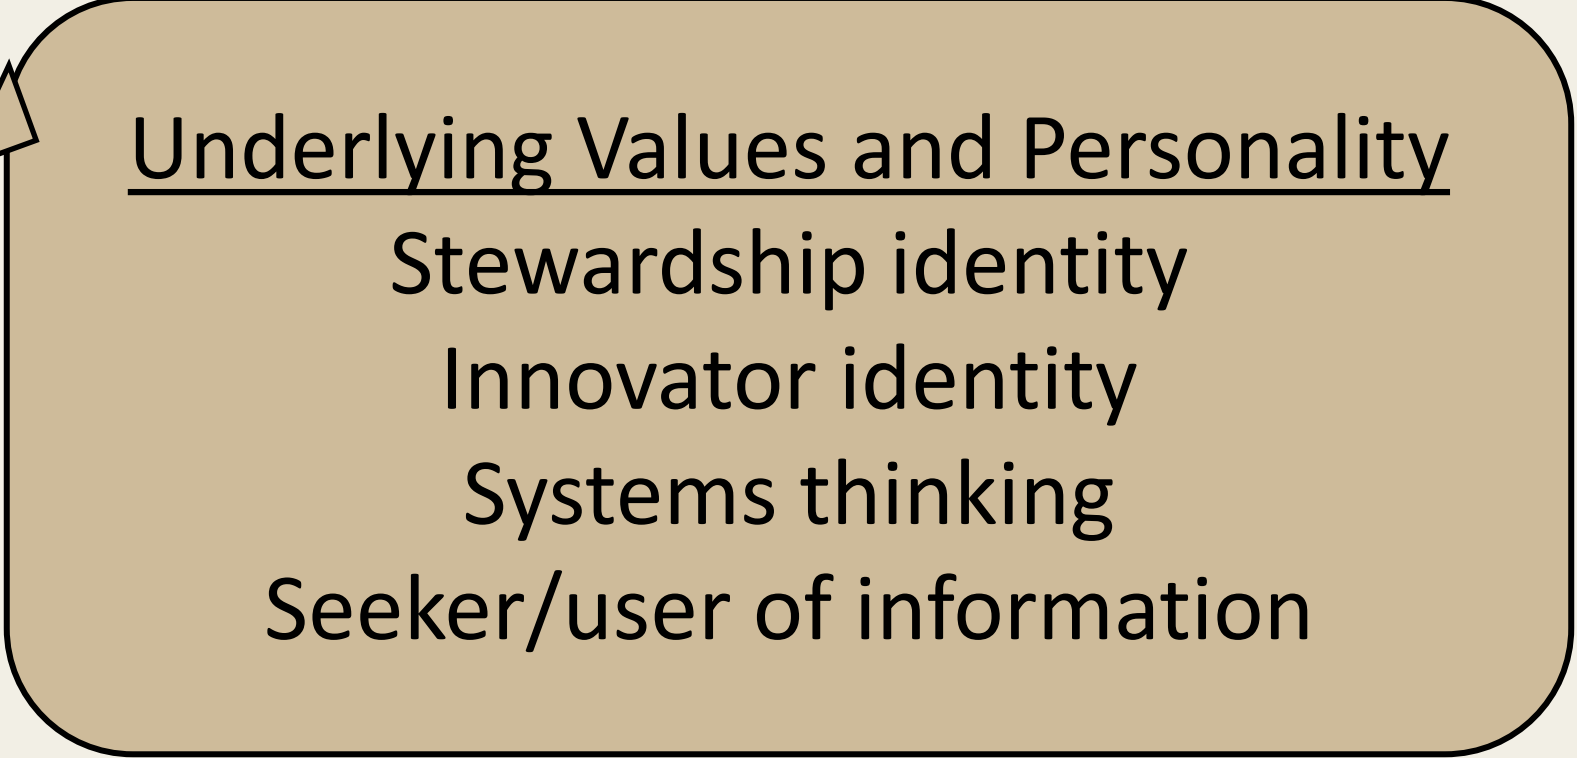 Underlying Values and Personality
Stewardship identity
Innovator identity
Systems thinking
Seeker/user of information